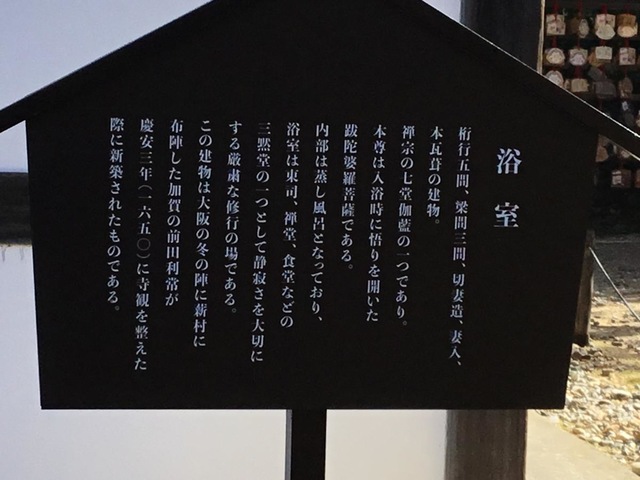 浴室
桁行五間、梁間三間、切妻造、妻入、
本瓦葺の建物。
禅宗の七堂伽藍の一つであり。
本尊は入浴時に悟りを開いた
跋陀婆羅菩薩である。
内部は蒸し風呂となっており、
浴室は東司、禅堂、食堂などの
三黙堂の一つとして静寂さを大切に
する厳粛な修行の場である。
この建物は大阪の冬の陣に薪村に
布陣した加賀の前田利常が
慶安三年（一六五〇）に寺観を整えた
際に新築されたものである。